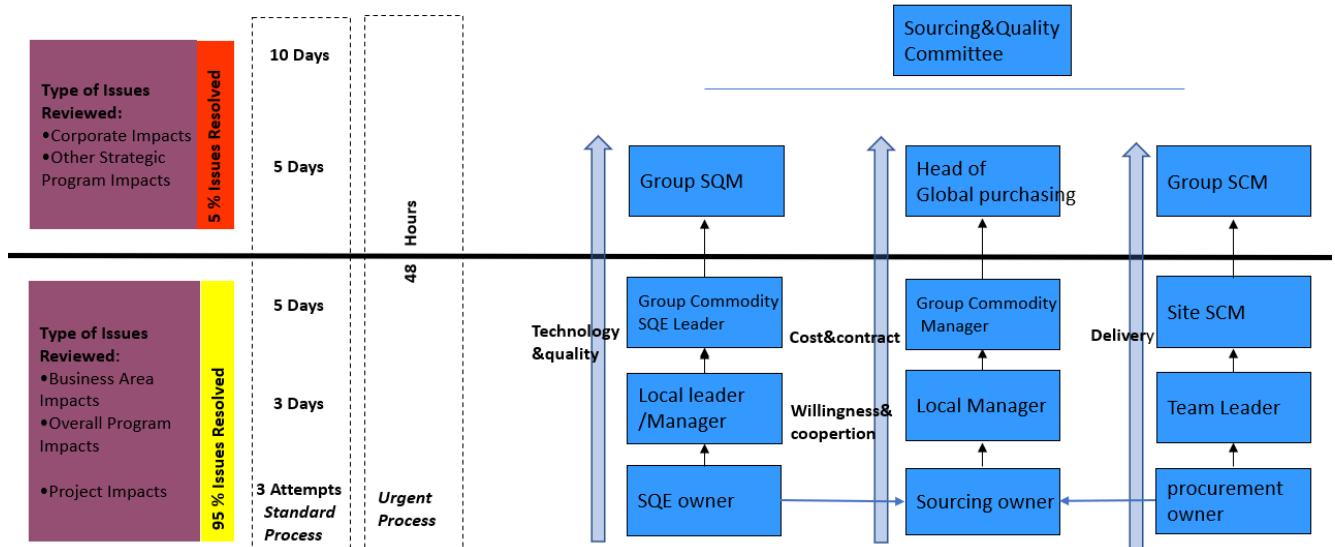 Type of Issues
Reviewed:
•Corporate Impacts
•Other Strategic
Program Impacts
5 % Issues Resolved
10 Days
5 Days
48 Hours
Sourcing&Quality
Committee
Group SQM
Head of
Global purchasing
Group SCM
Type of Issues
Reviewed:
•Business Area
Impacts
•Overall Program
Impacts
•Project Impacts
95 % Issues Resolved
5 Days
3 Days
3 Attempts
Standard
Process
Urgent
Process
Technology
&quality
Group Commodity
SQE Leader
Local leader
/Manager
SQE owner
Cost&contract
Willingness&
coopertion
Group Commodity
Manager
Local Manager
Sourcing owner
Delivery
Site SCM
Team Leader
procurement
owner